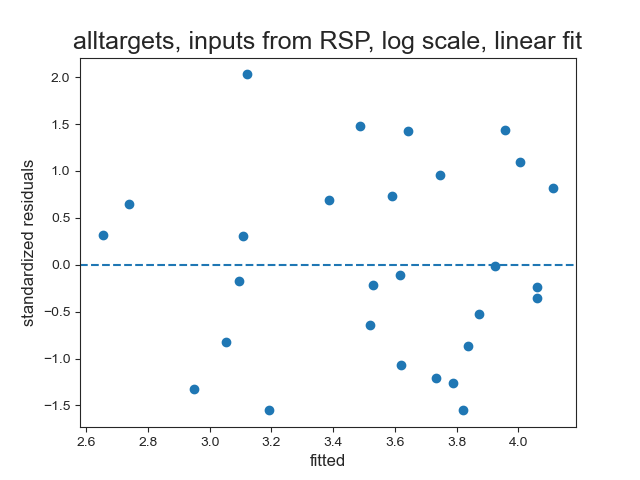 alltargets, inputs from RSP, log scale, linear fit
standardized residuals
2.0
1.5
1.0
0.5
0.0
−0.5
−1.0
−1.5
2.6 2.8 3.0 3.2 3.4 3.6 3.8 4.0
fitted